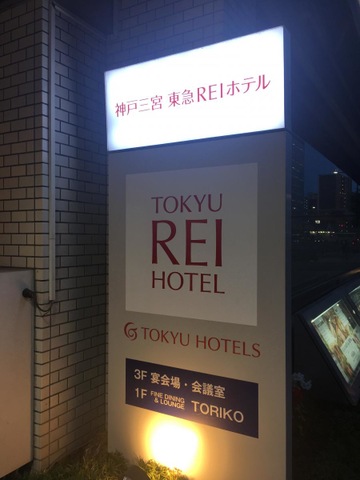 神戸三宮 東急REIホテル
TOKYU
REI
HOTEL
TOKYU HOTELS
3F 宴会場・会議室
1F FINE DINING & LOUNGE TORIKO